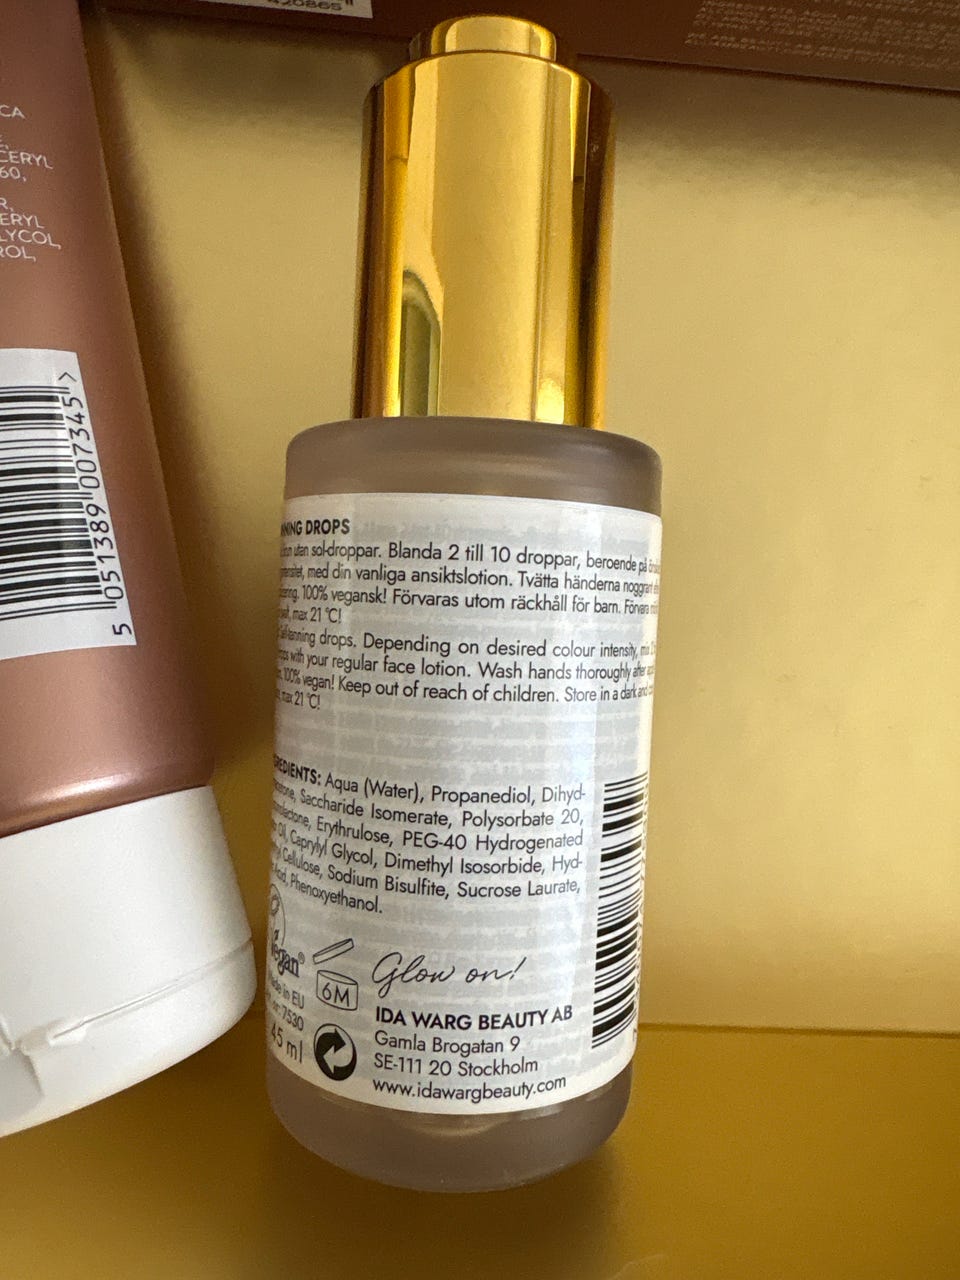 420865
CA
CERYL
60,
R,
ERYL
LYCOL,
ROL,
5 051389 007345 >
NNING DROPS
utan sol-droppar. Blanda 2 till 10 droppar, beroende på
med din vanliga ansiktslotion. Tvätta händerna noggrant
100% vegansk! Förvaras utom räckhåll för barn. Förvara
max 21 °C!
Self-tanning drops. Depending on desired colour intensity, mix
with your regular face lotion. Wash hands thoroughly after
100% vegan! Keep out of reach of children. Store in a dark and
max 21 °C!
REDIENTS: Aqua (Water), Propanediol, Dihyd-
Saccharide Isomerate, Polysorbate 20,
Erythrulose, PEG-40 Hydrogenated
Oil, Caprylyl Glycol, Dimethyl Isosorbide, Hyd-
Cellulose, Sodium Bisulfite, Sucrose Laurate,
Acid, Phenoxyethanol.
Vegan®
6M
Glow on!
Made in EU
7530
45 ml
IDA WARG BEAUTY AB
Gamla Brogatan 9
SE-111 20 Stockholm
www.idawargbeauty.com